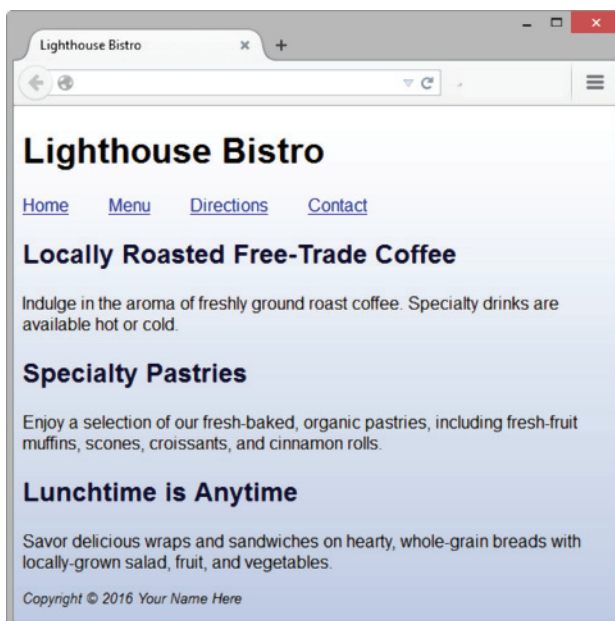 Lighthouse Bistro
Lighthouse Bistro
Home Menu Directions Contact
Locally Roasted Free-Trade Coffee
Indulge in the aroma of freshly ground roast coffee. Specialty drinks are
available hot or cold.
Specialty Pastries
Enjoy a selection of our fresh-baked, organic pastries, including fresh-fruit
muffins, scones, croissants, and cinnamon rolls.
Lunchtime is Anytime
Savor delicious wraps and sandwiches on hearty, whole-grain breads with
locally-grown salad, fruit, and vegetables.
Copyright © 2016 Your Name Here